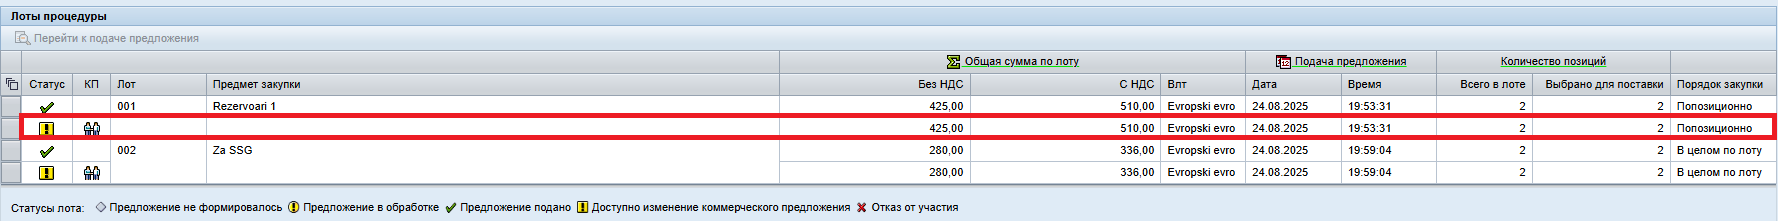 Лоты процедуры
Перейти к подаче предложения
Общая сумма по лоту Подача предложения Количество позиций
Статус КП Лот Предмет закупки Без НДС С НДС Влт Дата Время Всего в лоте Выбрано для поставки Порядок закупки
001 Rezervoari 1 425,00 510,00 Evropski evro 24.08.2025 19:53:31 2 2 Попозиционно
425,00 510,00 Evropski evro 24.08.2025 19:53:31 2 2 Попозиционно
002 Za SSG 280,00 336,00 Evropski evro 24.08.2025 19:59:04 2 2 В целом по лоту
280,00 336,00 Evropski evro 24.08.2025 19:59:04 2 2 В целом по лоту
Статусы лота: Предложение не формировалось Предложение в обработке Предложение подано Доступно изменение коммерческого предложения Отказ от участия